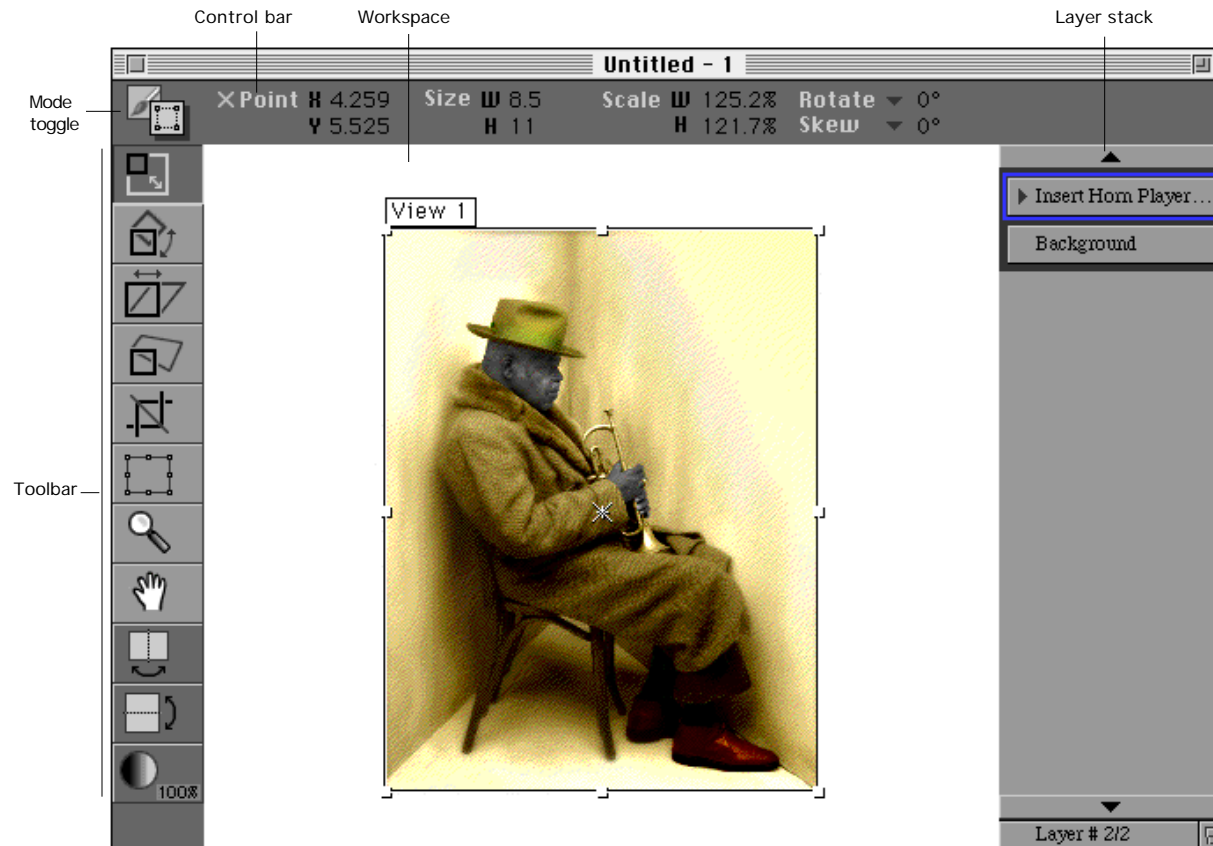 Control bar Workspace Layer stack
Untitled - 1
Mode
toggle
×Point X 4.259 Size W 8.5 Scale W 125.2% Rotate 0°
Y 5.525 H 11 H 121.7% Skew 0°
View 1
Insert Horn Player...
Background
Toolbar
100%
Layer # 2/2